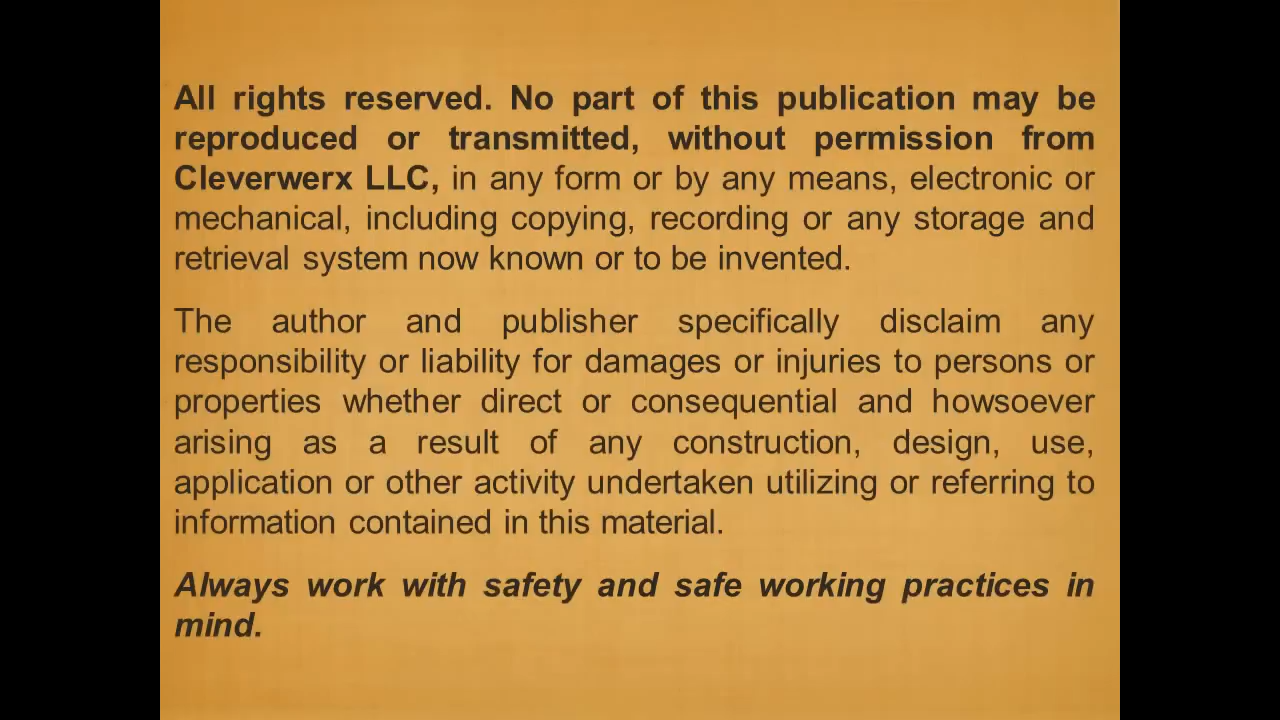 All rights reserved. No part of this publication may be
reproduced or transmitted, without permission from
Cleverwerx LLC, in any form or by any means, electronic or
mechanical, including copying, recording or any storage and
retrieval system now known or to be invented.
The author and publisher specifically disclaim any
responsibility or liability for damages or injuries to persons or
properties whether direct or consequential and howsoever
arising as a result of any construction, design, use,
application or other activity undertaken utilizing or referring to
information contained in this material.
Always work with safety and safe working practices in
mind.